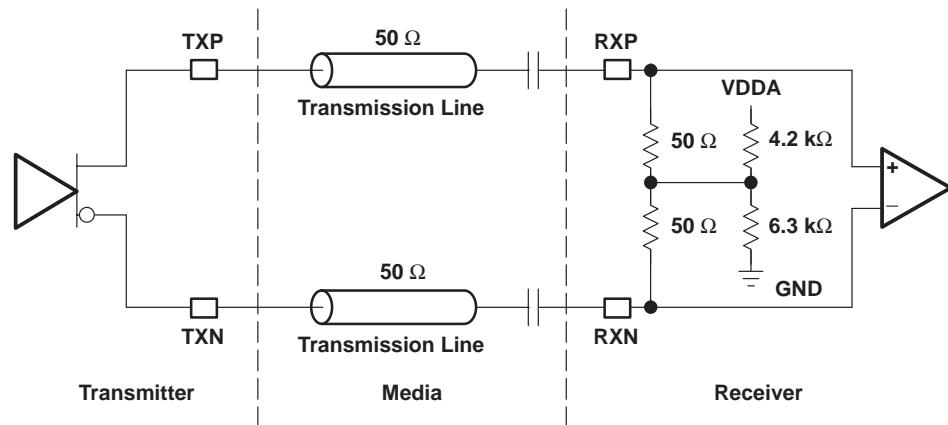 50 Ω
TXP
RXP
Transmission Line
VDDA
50 Ω
4.2 kΩ
+
−
50 Ω
6.3 kΩ
50 Ω
GND
TXN
RXN
Transmission Line
Transmitter
Media
Receiver